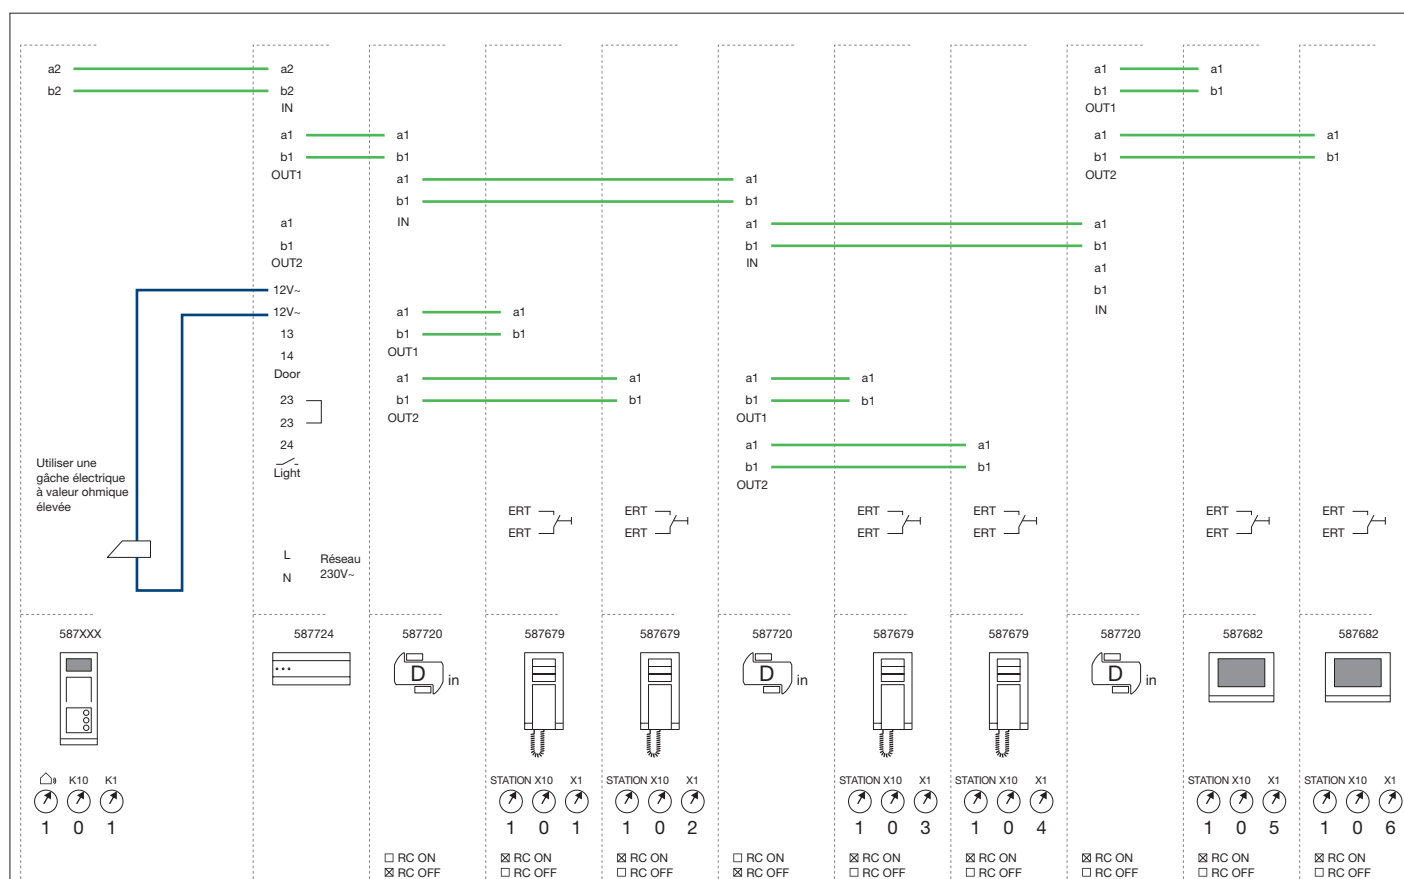 a2 a2 a1 a1
b2 b2 b1 b1
IN OUT1
a1 a1 a1 a1
b1 b1 b1 b1
OUT1 OUT2
a1 a1
b1 b1
IN
a1 a1 a1
b1 b1 b1
OUT2 IN
a1
12V~ b1
12V~ a1 a1 IN
13 b1 b1
14 OUT1
Door
a1 a1 a1 a1
23 b1 b1 b1 b1
23 OUT2 OUT1
24 a1 a1
b1 b1
Light OUT2
Utiliser une
gâche électrique
à valeur ohmique
élevée
ERT ERT ERT ERT ERT ERT
ERT ERT ERT ERT ERT ERT
L Réseau
N 230V~
587XXX 587724 587720 587679 587679 587720 587679 587679 587720 587682 587682
D in D in D in
K10 K1 STATION X10 X1 STATION X10 X1 STATION X10 X1 STATION X10 X1 STATION X10 X1 STATION X10 X1
1 0 1 1 0 1 1 0 2 1 0 3 1 0 4 1 0 5 1 0 6
☐ RC ON ☒ RC ON ☒ RC ON ☐ RC ON ☒ RC ON ☒ RC ON ☒ RC ON ☒ RC ON ☒ RC ON
☒ RC OFF ☐ RC OFF ☐ RC OFF ☒ RC OFF ☐ RC OFF ☐ RC OFF ☐ RC OFF ☐ RC OFF ☐ RC OFF